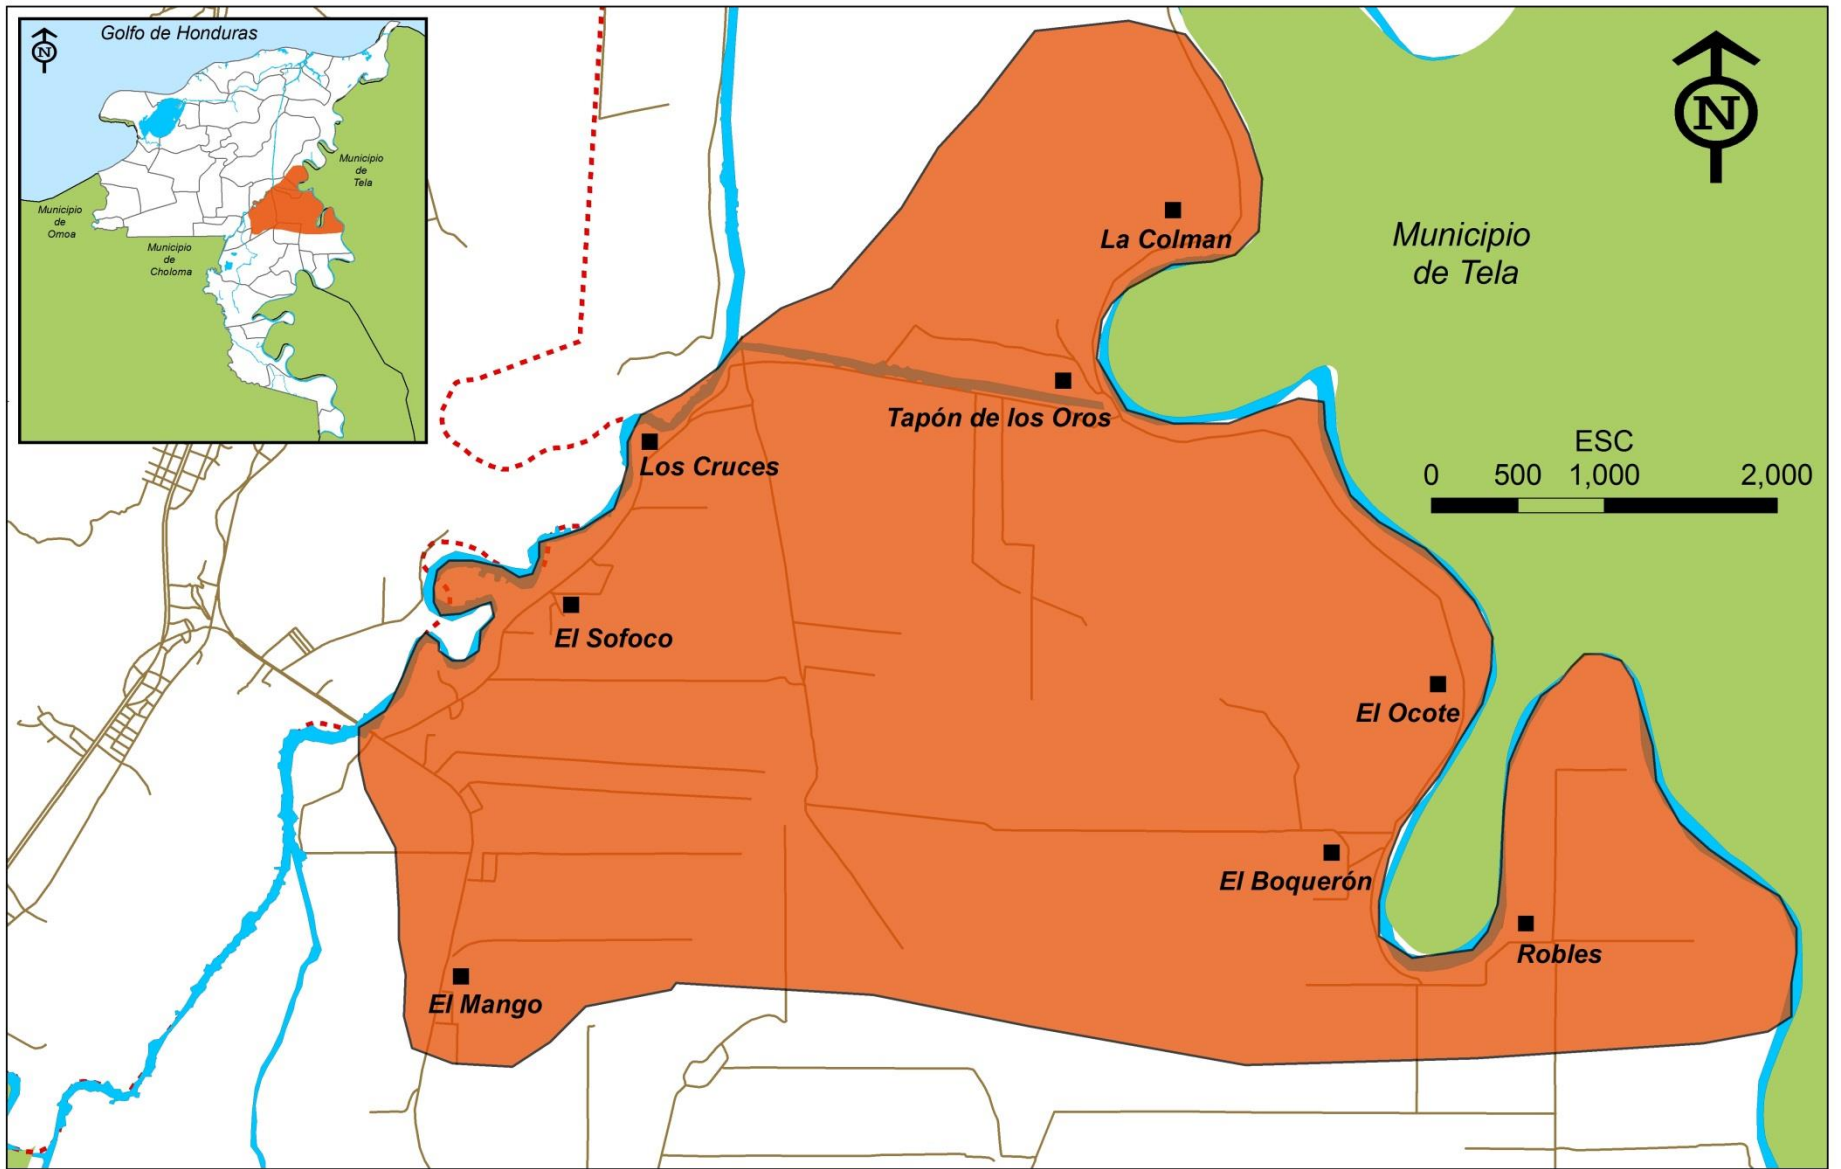 Golfo de Honduras
N
Municipio
de
Tela
Municipio
de
Omoa
Municipio
de
Choloma
N
La Colman
Municipio
de Tela
Tapón de los Oros
Los Cruces
ESC
0 500 1,000 2,000
El Sofoco
El Ocote
El Boquerón
Robles
El Mango